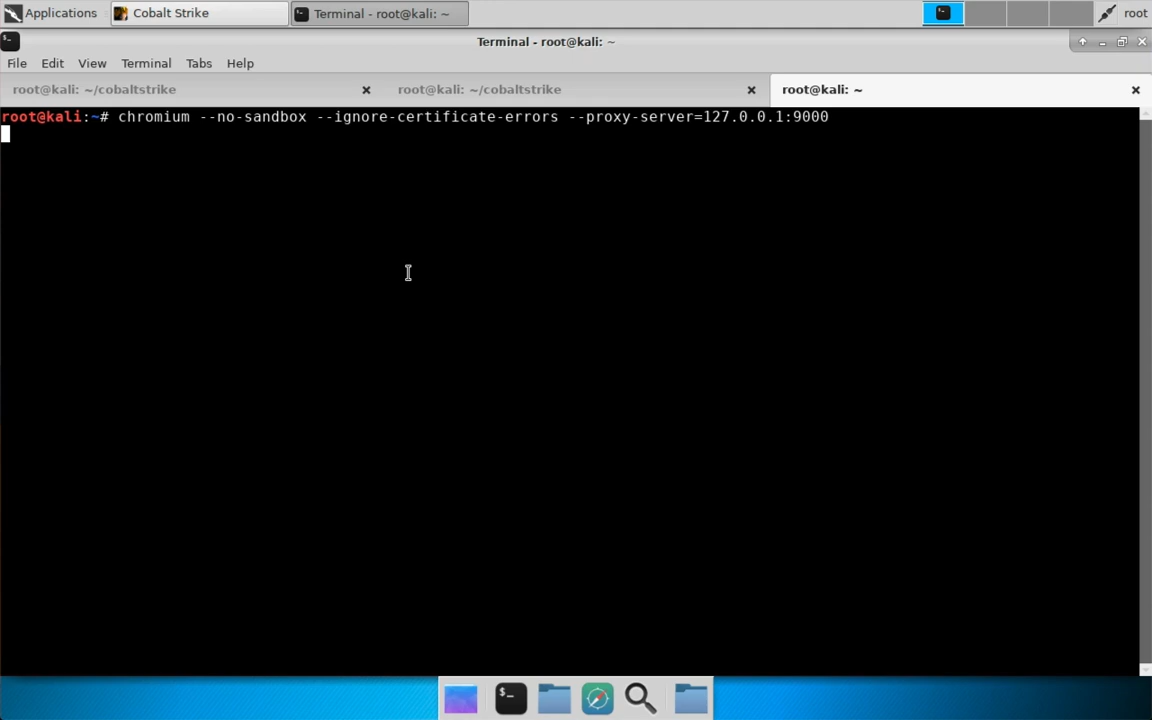 Applications
Cobalt Strike
Terminal - root@kali: ~
root
Terminal - root@kali: ~
File Edit View Terminal Tabs Help
root@kali: ~/cobaltstrike
root@kali: ~/cobaltstrike
root@kali: ~
root@kali:~# chromium --no-sandbox --ignore-certificate-errors --proxy-server=127.0.0.1:9000